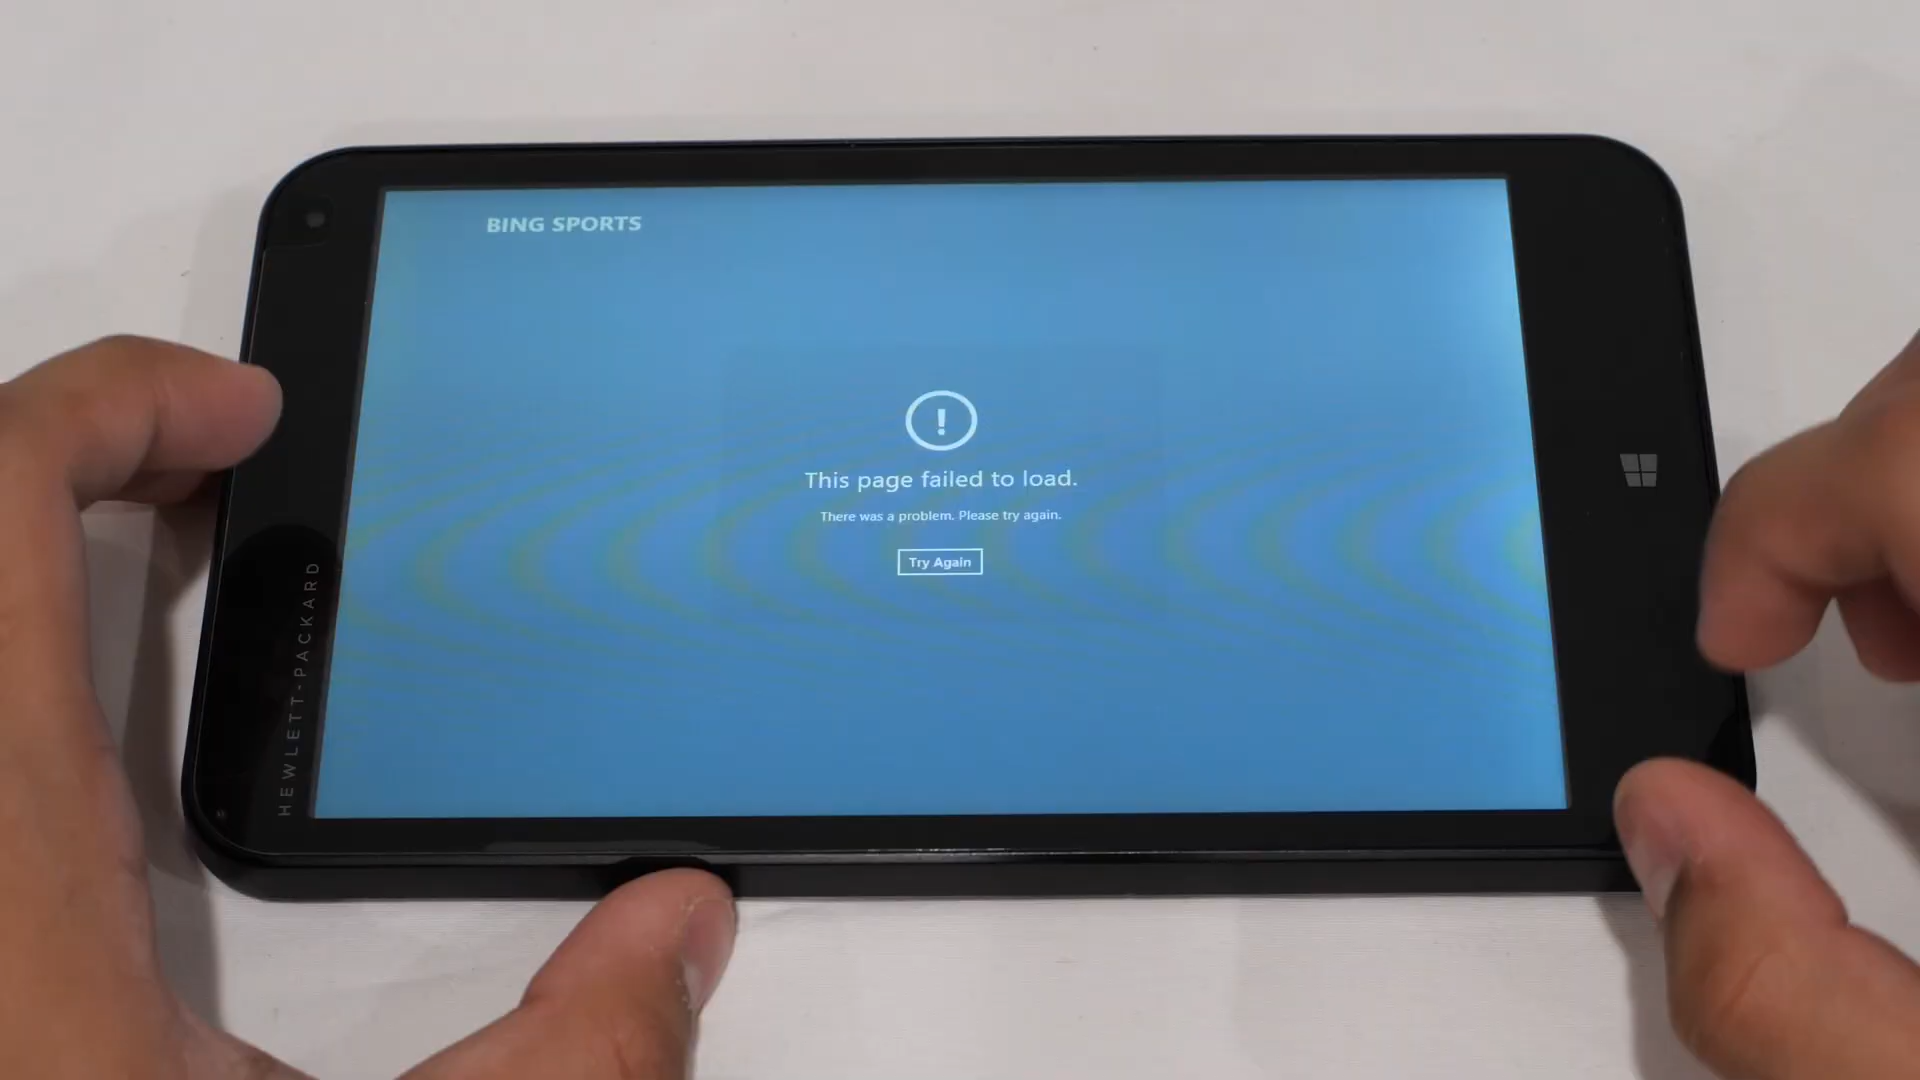 BING SPORTS
!
This page failed to load.
There was a problem. Please try again.
Try Again
HEWLETT-PACKARD